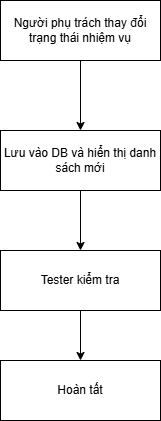 Người phụ trách thay đổi
trạng thái nhiệm vụ
Lưu vào DB và hiển thị danh
sách mới
Tester kiểm tra
Hoàn tất